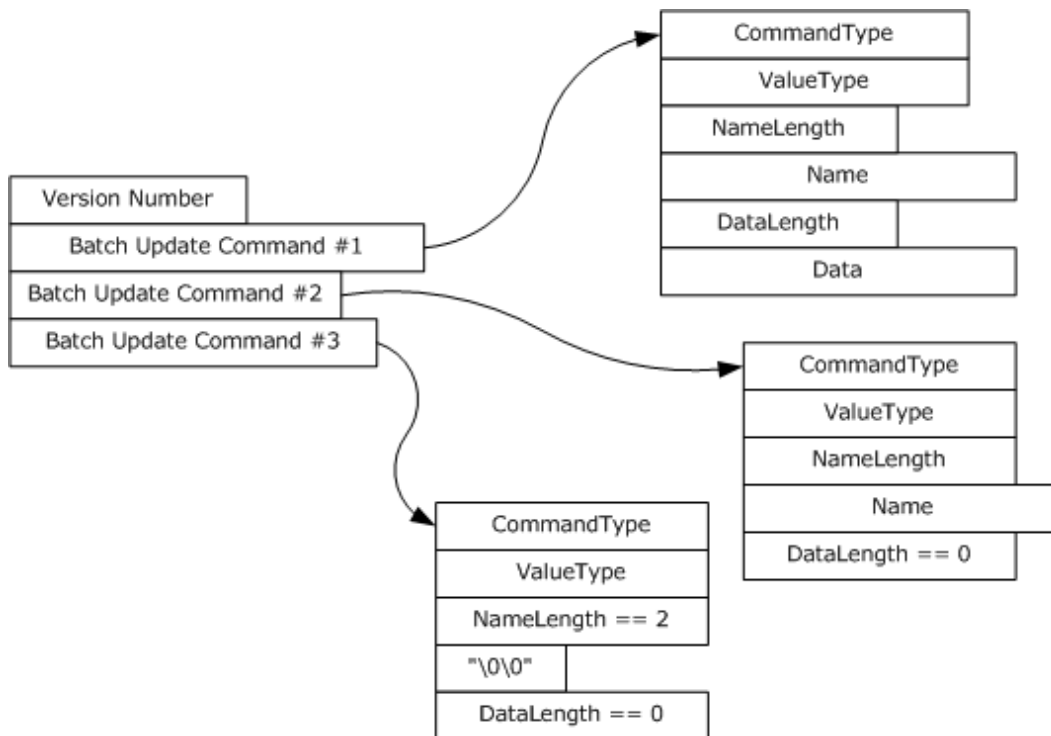 Version Number
Batch Update Command #1
Batch Update Command #2
Batch Update Command #3
CommandType
ValueType
NameLength
Name
DataLength
Data
CommandType
ValueType
NameLength
Name
DataLength == 0
CommandType
ValueType
NameLength == 2
"\0\0"
DataLength == 0